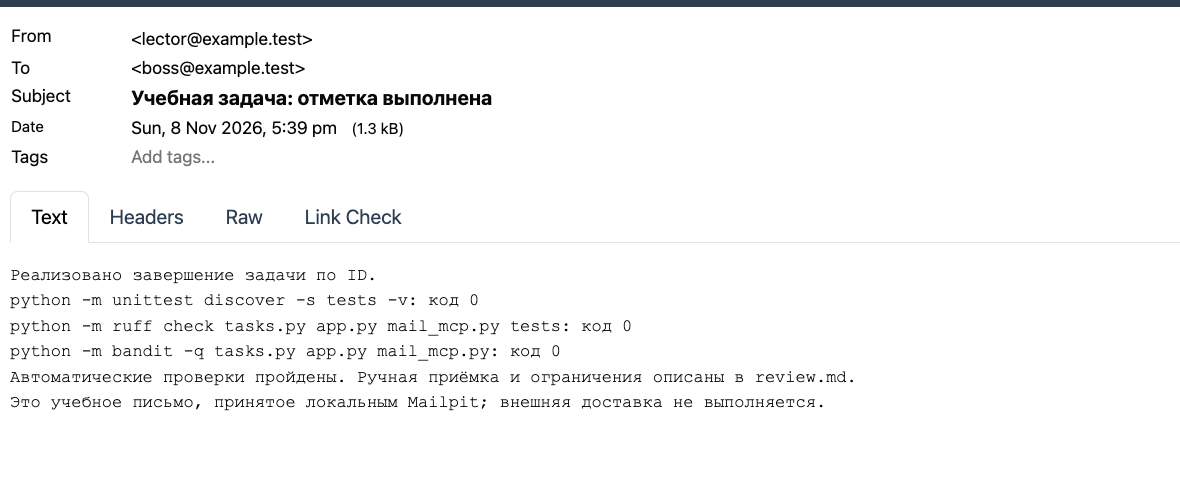 From <lector@example.test>
To <boss@example.test>
Subject Учебная задача: отметка выполнена
Date Sun, 8 Nov 2026, 5:39 pm (1.3 kB)
Tags Add tags...
Text Headers Raw Link Check
Реализовано завершение задачи по ID.
python -m unittest discover -s tests -v: код 0
python -m ruff check tasks.py app.py mail_mcp.py tests: код 0
python -m bandit -q tasks.py app.py mail_mcp.py: код 0
Автоматические проверки пройдены. Ручная приёмка и ограничения описаны в review.md.
Это учебное письмо, принятое локальным Mailpit; внешняя доставка не выполняется.